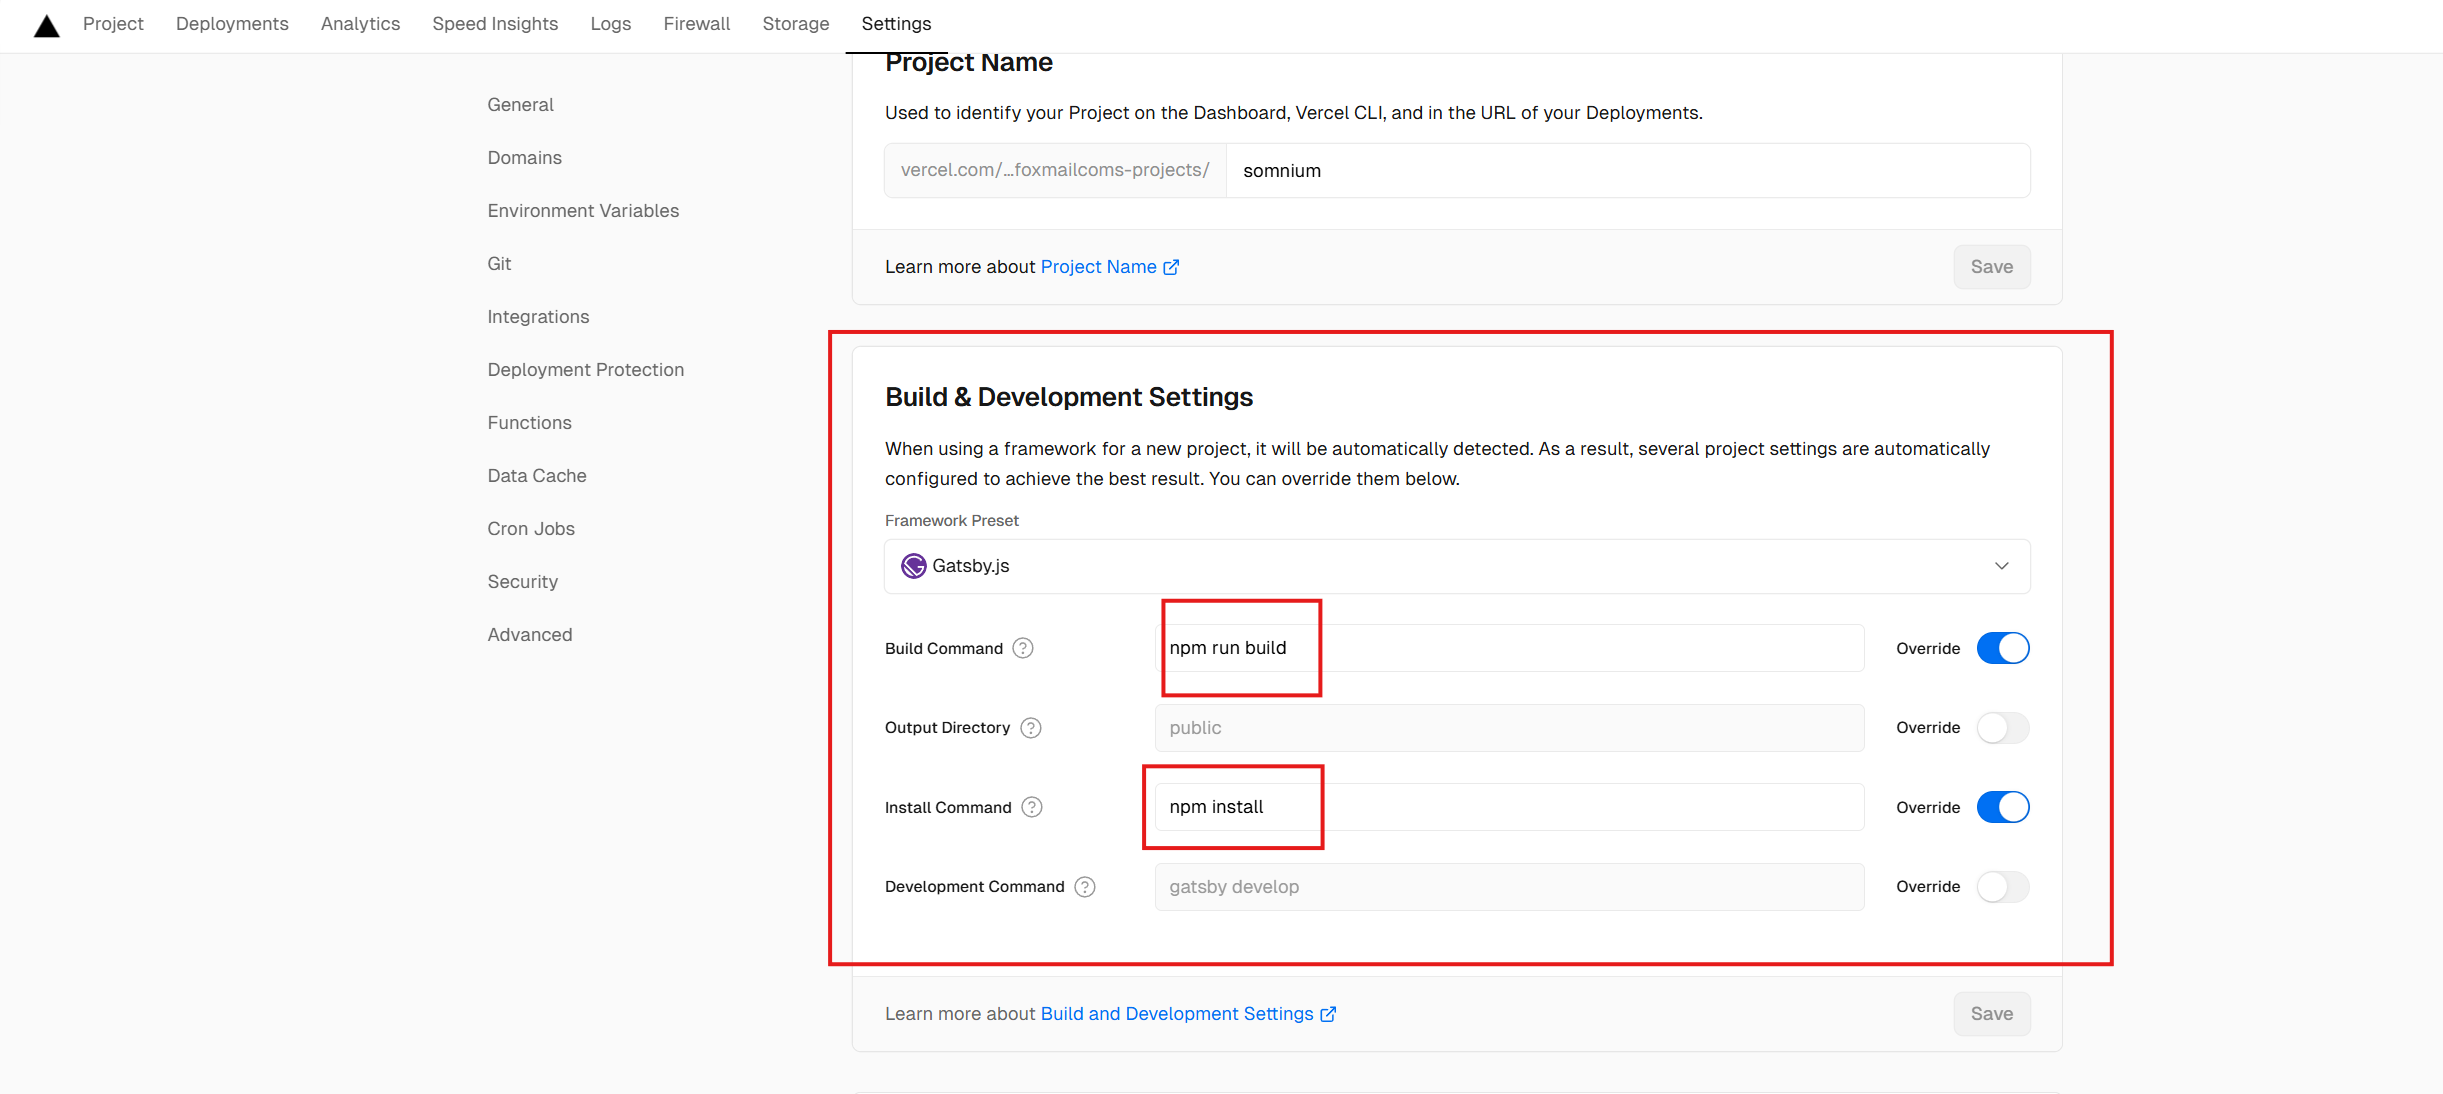 Project Deployments Analytics Speed Insights Logs Firewall Storage Settings
General
Domains
Environment Variables
Git
Integrations
Deployment Protection
Functions
Data Cache
Cron Jobs
Security
Advanced
Project Name
Used to identify your Project on the Dashboard, Vercel CLI, and in the URL of your Deployments.
vercel.com/...foxmailcoms-projects/ somnium
Learn more about Project Name Save
Build & Development Settings
When using a framework for a new project, it will be automatically detected. As a result, several project settings are automatically
configured to achieve the best result. You can override them below.
Framework Preset
Gatsby.js
Build Command ? npm run build Override
Output Directory ? public Override
Install Command ? npm install Override
Development Command ? gatsby develop Override
Learn more about Build and Development Settings Save